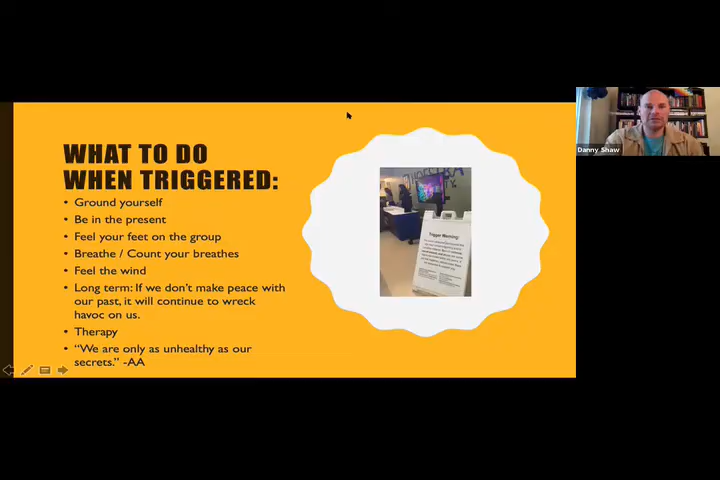 WHAT TO DO
WHEN TRIGGERED:
• Ground yourself
• Be in the present
• Feel your feet on the group
• Breathe / Count your breathes
• Feel the wind
• Long term: If we don't make peace with
our past, it will continue to wreck
havoc on us.
• Therapy
• “We are only as unhealthy as our
secrets.” -AA
Trigger Warning:
Danny Shaw